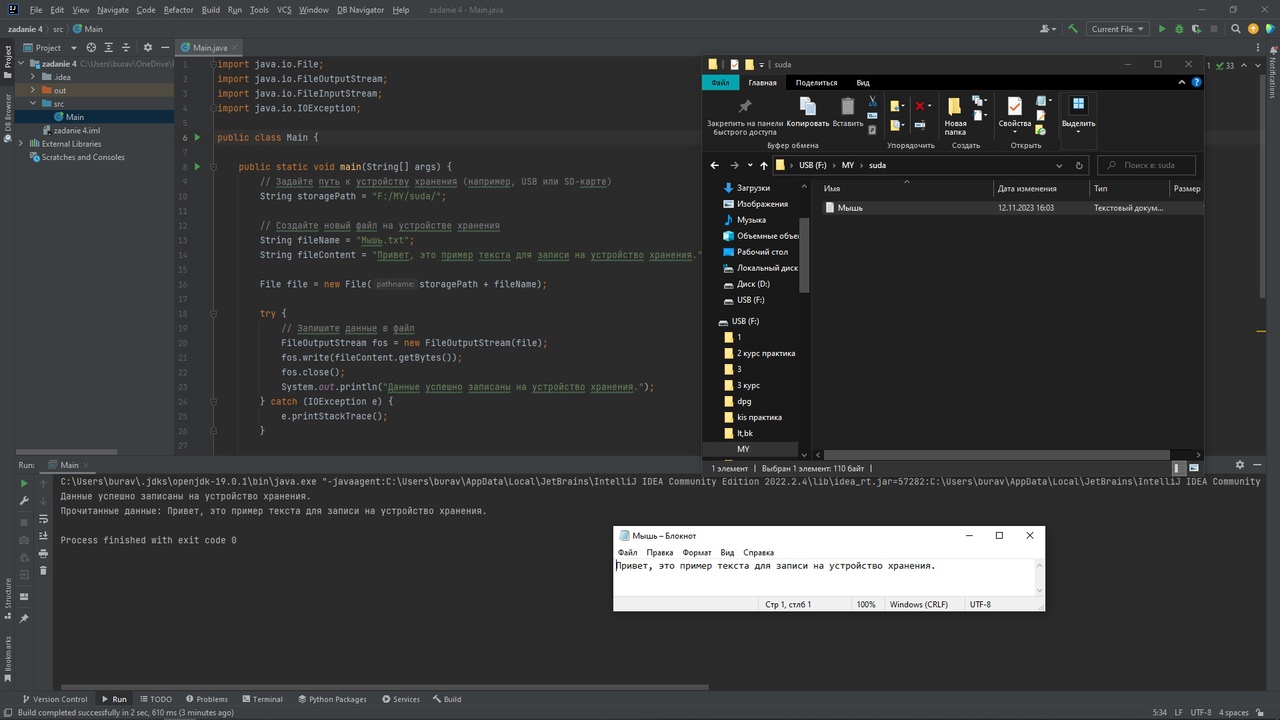 File Edit View Navigate Code Refactor Build Run Tools VCS Window DB Navigator Help zadanie 4 - Main.java
zadanie 4 src Main
Current File
Project
Main.java
zadanie 4 C:\Users\burav\OneDrive\
.idea
out
src
Main
zadanie 4.iml
External Libraries
Scratches and Consoles
Project
DB Browser
Structure
Bookmarks
Notifications
33
1 import java.io.File;
2 import java.io.FileOutputStream;
3 import java.io.FileInputStream;
4 import java.io.IOException;
5
6 public class Main {
7
8 public static void main(String[] args) {
9 // Задайте путь к устройству хранения (например, USB или SD-карте)
10 String storagePath = "F:/MY/suda/";
11
12 // Создайте новый файл на устройстве хранения
13 String fileName = "Мышь.txt";
14 String fileContent = "Привет, это пример текста для записи на устройство хранения."
15
16 File file = new File( pathname: storagePath + fileName);
17
18 try {
19 // Запишите данные в файл
20 FileOutputStream fos = new FileOutputStream(file);
21 fos.write(fileContent.getBytes());
22 fos.close();
23 System.out.println("Данные успешно записаны на устройство хранения.");
24 } catch (IOException e) {
25 e.printStackTrace();
26 }
27
suda
Файл Главная Поделиться Вид
Закрепить на панели быстрого доступа
Копировать
Вставить
Новая папка
Свойства
Выделить
Буфер обмена Упорядочить Создать Открыть
USB (F:) MY suda
Поиск в: suda
Загрузки
Изображения
Музыка
Объемные объе
Рабочий стол
Локальный диск
Диск (D:)
USB (F:)
USB (F:)
1
2 курс практика
3
3 курс
dpg
kis практика
lt,bk
MY
Имя Дата изменения Тип Размер
Мышь 12.11.2023 16:03 Текстовый докум...
1 элемент Выбран 1 элемент: 110 байт
Run: Main
C:\Users\burav\.jdks\openjdk-19.0.1\bin\java.exe "-javaagent:C:\Users\burav\AppData\Local\JetBrains\IntelliJ IDEA Community Edition 2022.2.4\lib\idea_rt.jar=57282:C:\Users\burav\AppData\Local\JetBrains\IntelliJ IDEA Community
Данные успешно записаны на устройство хранения.
Прочитанные данные: Привет, это пример текста для записи на устройство хранения.
Process finished with exit code 0
Мышь – Блокнот
Файл Правка Формат Вид Справка
Привет, это пример текста для записи на устройство хранения.
Стр 1, стлб 1 100% Windows (CRLF) UTF-8
Version Control Run TODO Problems Terminal Python Packages Services Build
Build completed successfully in 2 sec, 610 ms (3 minutes ago)
5:34 LF UTF-8 4 spaces